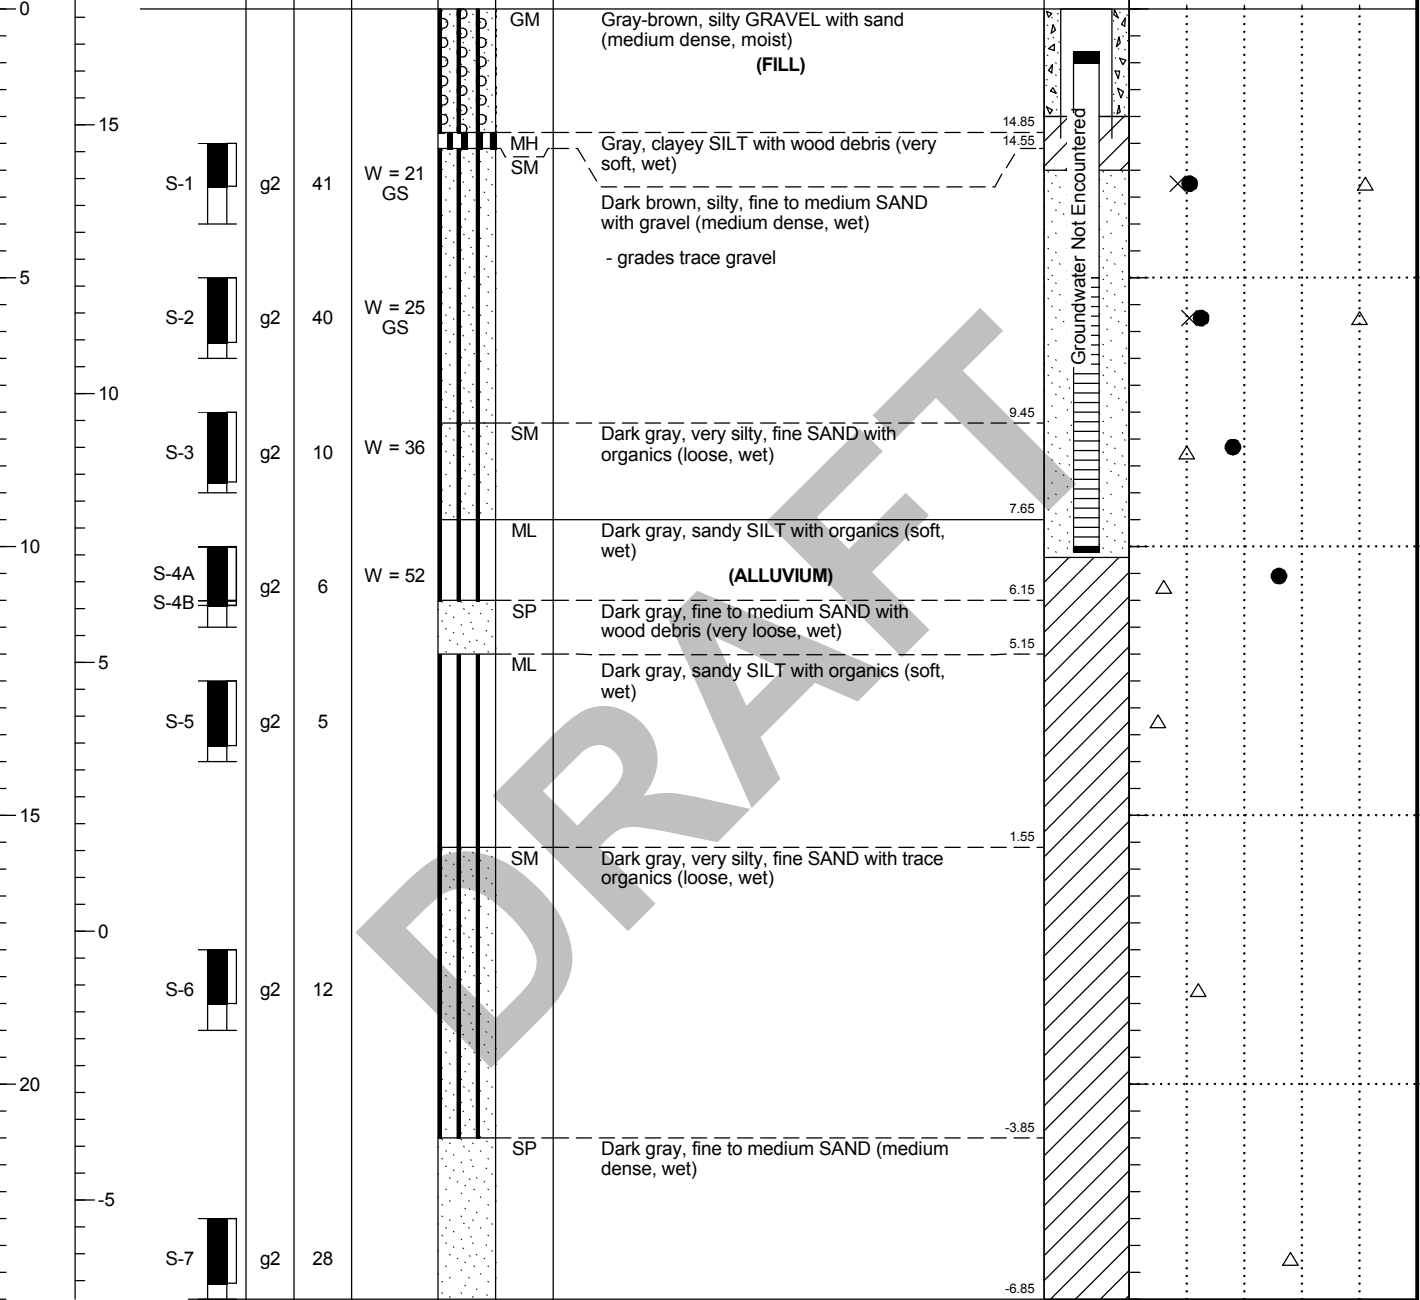 0
GM Gray-brown, silty GRAVEL with sand
(medium dense, moist)
(FILL)
15
14.85
MH Gray, clayey SILT with wood debris (very
soft, wet)
14.55
SM
S-1 g2 41 W = 21
GS
Dark brown, silty, fine to medium SAND
with gravel (medium dense, wet)
- grades trace gravel
Groundwater Not Encountered
5
S-2 g2 40 W = 25
GS
10
9.45
SM Dark gray, very silty, fine SAND with
organics (loose, wet)
S-3 g2 10 W = 36
7.65
ML Dark gray, sandy SILT with organics (soft,
wet)
10
S-4A g2 6 W = 52
(ALLUVIUM)
S-4B
6.15
SP Dark gray, fine to medium SAND with
wood debris (very loose, wet)
5.15
5
ML Dark gray, sandy SILT with organics (soft,
wet)
S-5 g2 5
15
1.55
SM Dark gray, very silty, fine SAND with trace
organics (loose, wet)
0
S-6 g2 12
20
-3.85
SP Dark gray, fine to medium SAND (medium
dense, wet)
-5
S-7 g2 28
-6.85
DRAFT